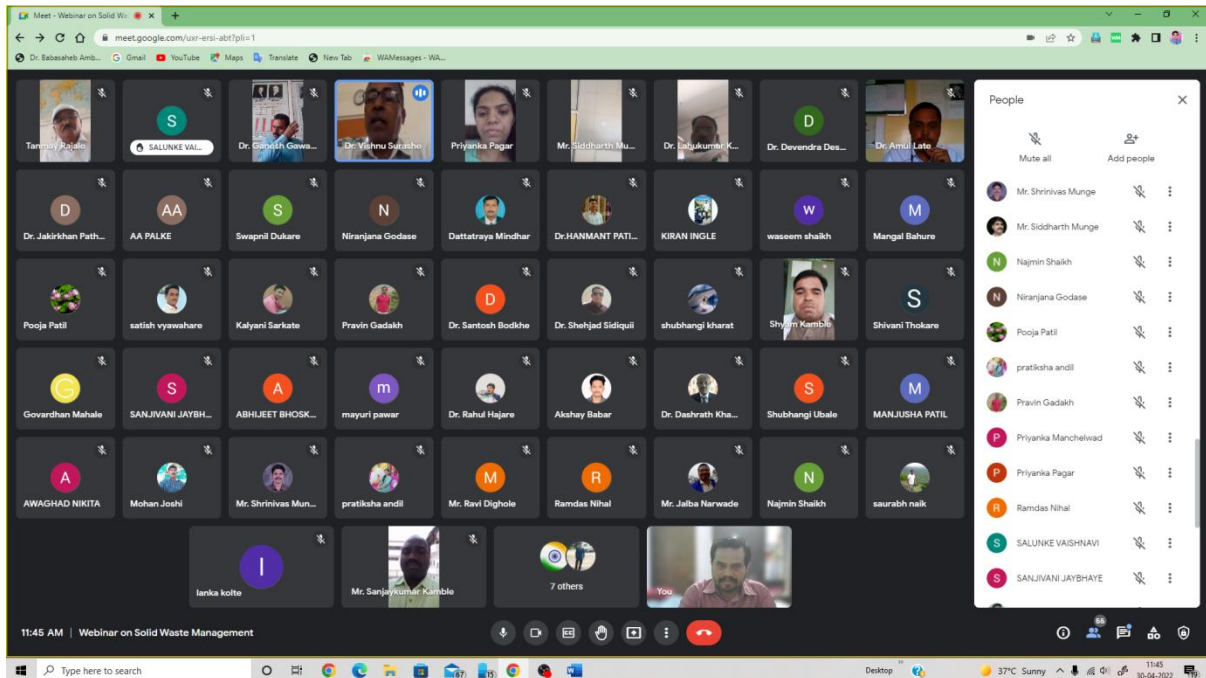 Meet - Webinar on Solid Wa
meet.google.com/uxr-ersi-abt?pli=1
Dr. Babasaheb Amb... Gmail YouTube Maps Translate New Tab WAMessages - WA...
Tanmay Rajale
S
SALUNKE VAI...
Dr. Ganesh Gawa...
Dr. Vishnu Surashe
Priyanka Pagar
Mr. Siddharth Mu...
Dr. Lahukumar K...
D
Dr. Devendra Des...
Dr. Amul Late
D
Dr. Jakirkhan Path...
AA
AA PALKE
S
Swapnil Dukare
N
Niranjana Godase
Dattatraya Mindhar
Dr.HANMANT PATI...
KIRAN INGLE
w
waseem shaikh
M
Mangal Bahure
Pooja Patil
satish vyawahare
Kalyani Sarkate
Pravin Gadakh
D
Dr. Santosh Bodkhe
Dr. Shehjad Sidiquii
shubhangi kharat
Shyam Kamble
S
Shivani Thokare
G
Govardhan Mahale
S
SANJIVANI JAYBH...
A
ABHIJEET BHOSK...
m
mayuri pawar
Dr. Rahul Hajare
Akshay Babar
Dr. Dashrath Kha...
S
Shubhangi Ubale
M
MANJUSHA PATIL
A
AWAGHAD NIKITA
Mohan Joshi
Mr. Shrinivas Mun...
pratiksha andil
M
Mr. Ravi Dighole
R
Ramdas Nihal
Mr. Jalba Narwade
N
Najmin Shaikh
saurabh naik
l
lanka kolte
Mr. Sanjaykumar Kamble
7 others
You
People
Mute all
Add people
Mr. Shrinivas Munge
Mr. Siddharth Munge
N Najmin Shaikh
N Niranjana Godase
Pooja Patil
pratiksha andil
Pravin Gadakh
P Priyanka Manchelwad
P Priyanka Pagar
R Ramdas Nihal
S SALUNKE VAISHNAVI
S SANJIVANI JAYBHAYE
11:45 AM | Webinar on Solid Waste Management
CC
66
Type here to search
67
15
Desktop
37°C Sunny
11:45
30-04-2022